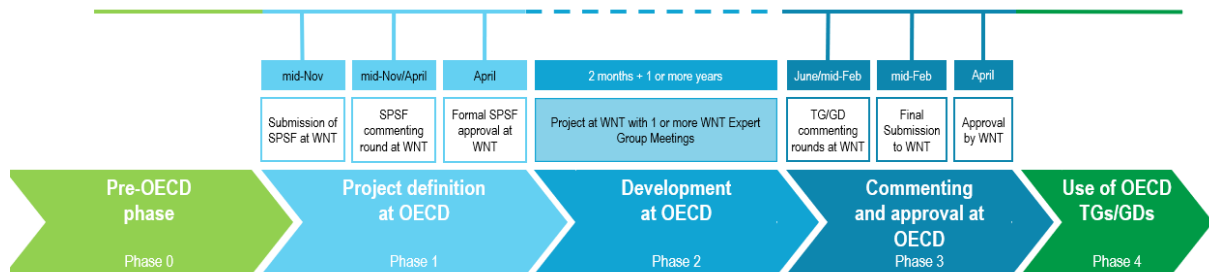 mid-Nov
mid-Nov/April
April
2 months + 1 or more years
June/mid-Feb
mid-Feb
April
Submission of
SPSF at WNT
SPSF
commenting
round at WNT
Formal SPSF
approval at
WNT
Project at WNT with 1 or more WNT Expert
Group Meetings
TG/GD
commenting
rounds at WNT
Final
Submission
to WNT
Approval
by WNT
Pre-OECD
phase
Phase 0
Project definition
at OECD
Phase 1
Development
at OECD
Phase 2
Commenting
and approval at
OECD
Phase 3
Use of OECD
TGs/GDs
Phase 4